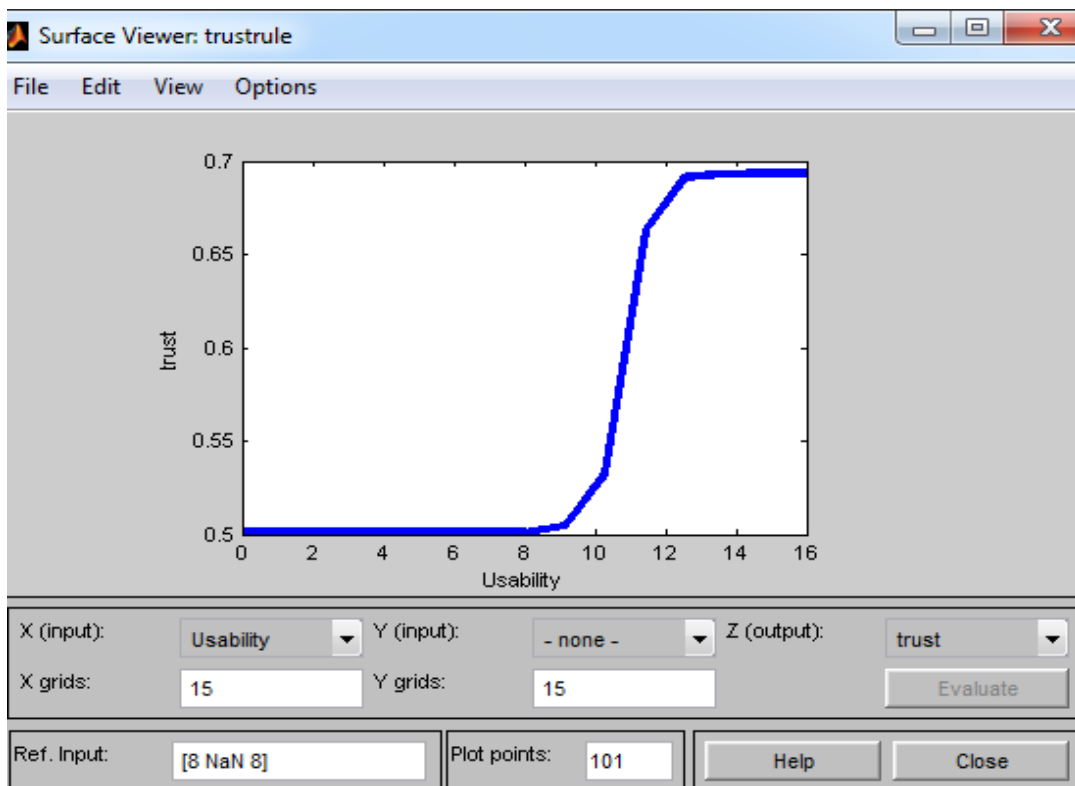 Surface Viewer: trustrule
File Edit View Options
0.7
0.65
0.6
0.55
0.5
trust
0 2 4 6 8 10 12 14 16
Usability
X (input): Usability Y (input): - none - Z (output): trust
X grids: 15 Y grids: 15 Evaluate
Ref. Input: [8 NaN 8] Plot points: 101 Help Close